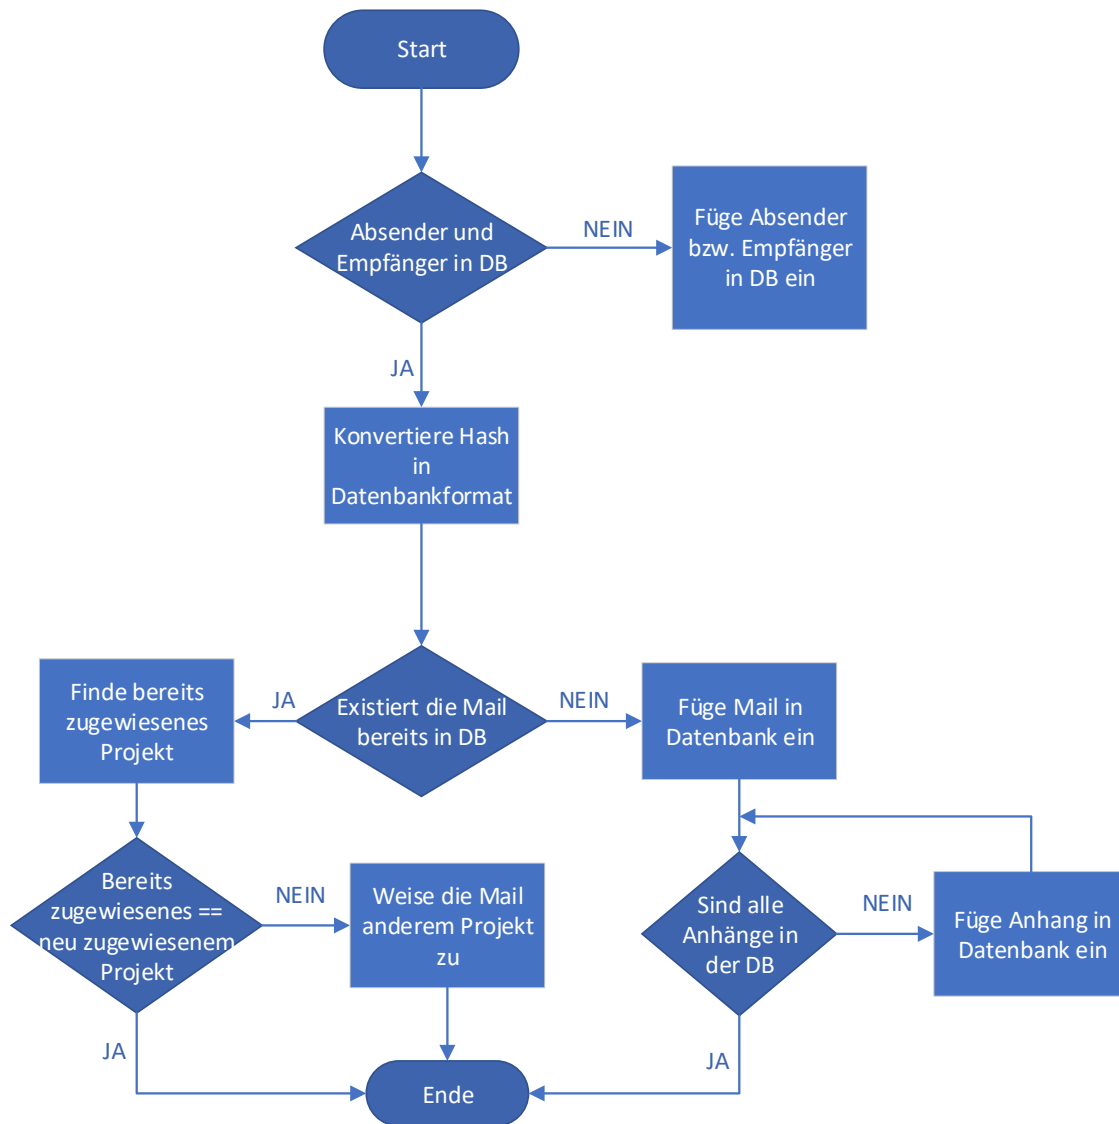 Start
Absender und
Empfänger in DB
NEIN
Füge Absender
bzw. Empfänger
in DB ein
JA
Konvertiere Hash
in
Datenbankformat
Finde bereits
zugewiesenes
Projekt
JA
Existiert die Mail
bereits in DB
NEIN
Füge Mail in
Datenbank ein
Bereits
zugewiesenes ==
neu zugewiesenem
Projekt
NEIN
Weise die Mail
anderem Projekt
zu
Sind alle
Anhänge in
der DB
NEIN
Füge Anhang in
Datenbank ein
JA
JA
Ende